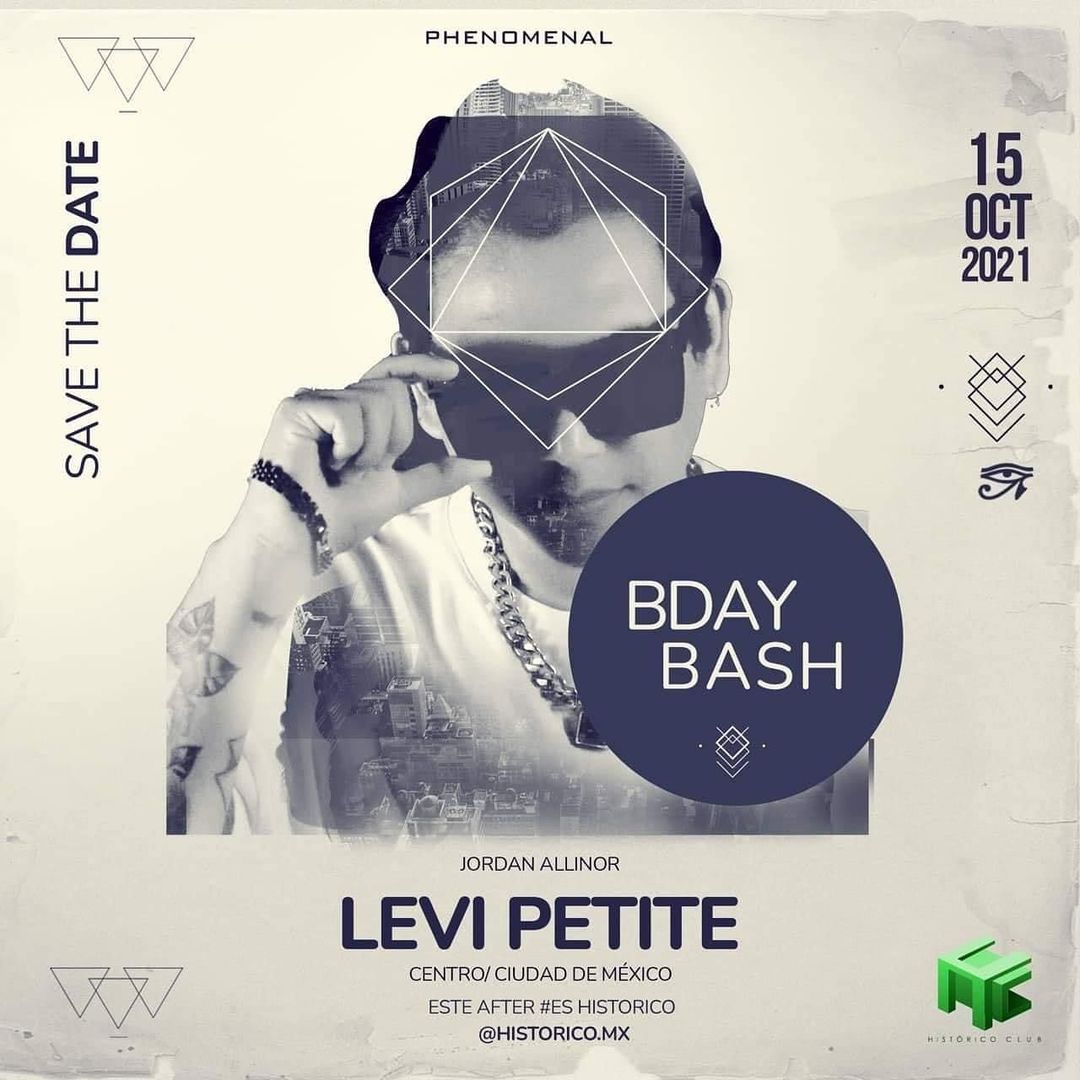 PHENOMENAL
SAVE THE DATE
15
OCT
2021
BDAY
BASH
JORDAN ALLINOR
LEVI PETITE
CENTRO/ CIUDAD DE MÉXICO
ESTE AFTER #ES HISTORICO
@HISTORICO.MX
HISTÓRICO CLUB